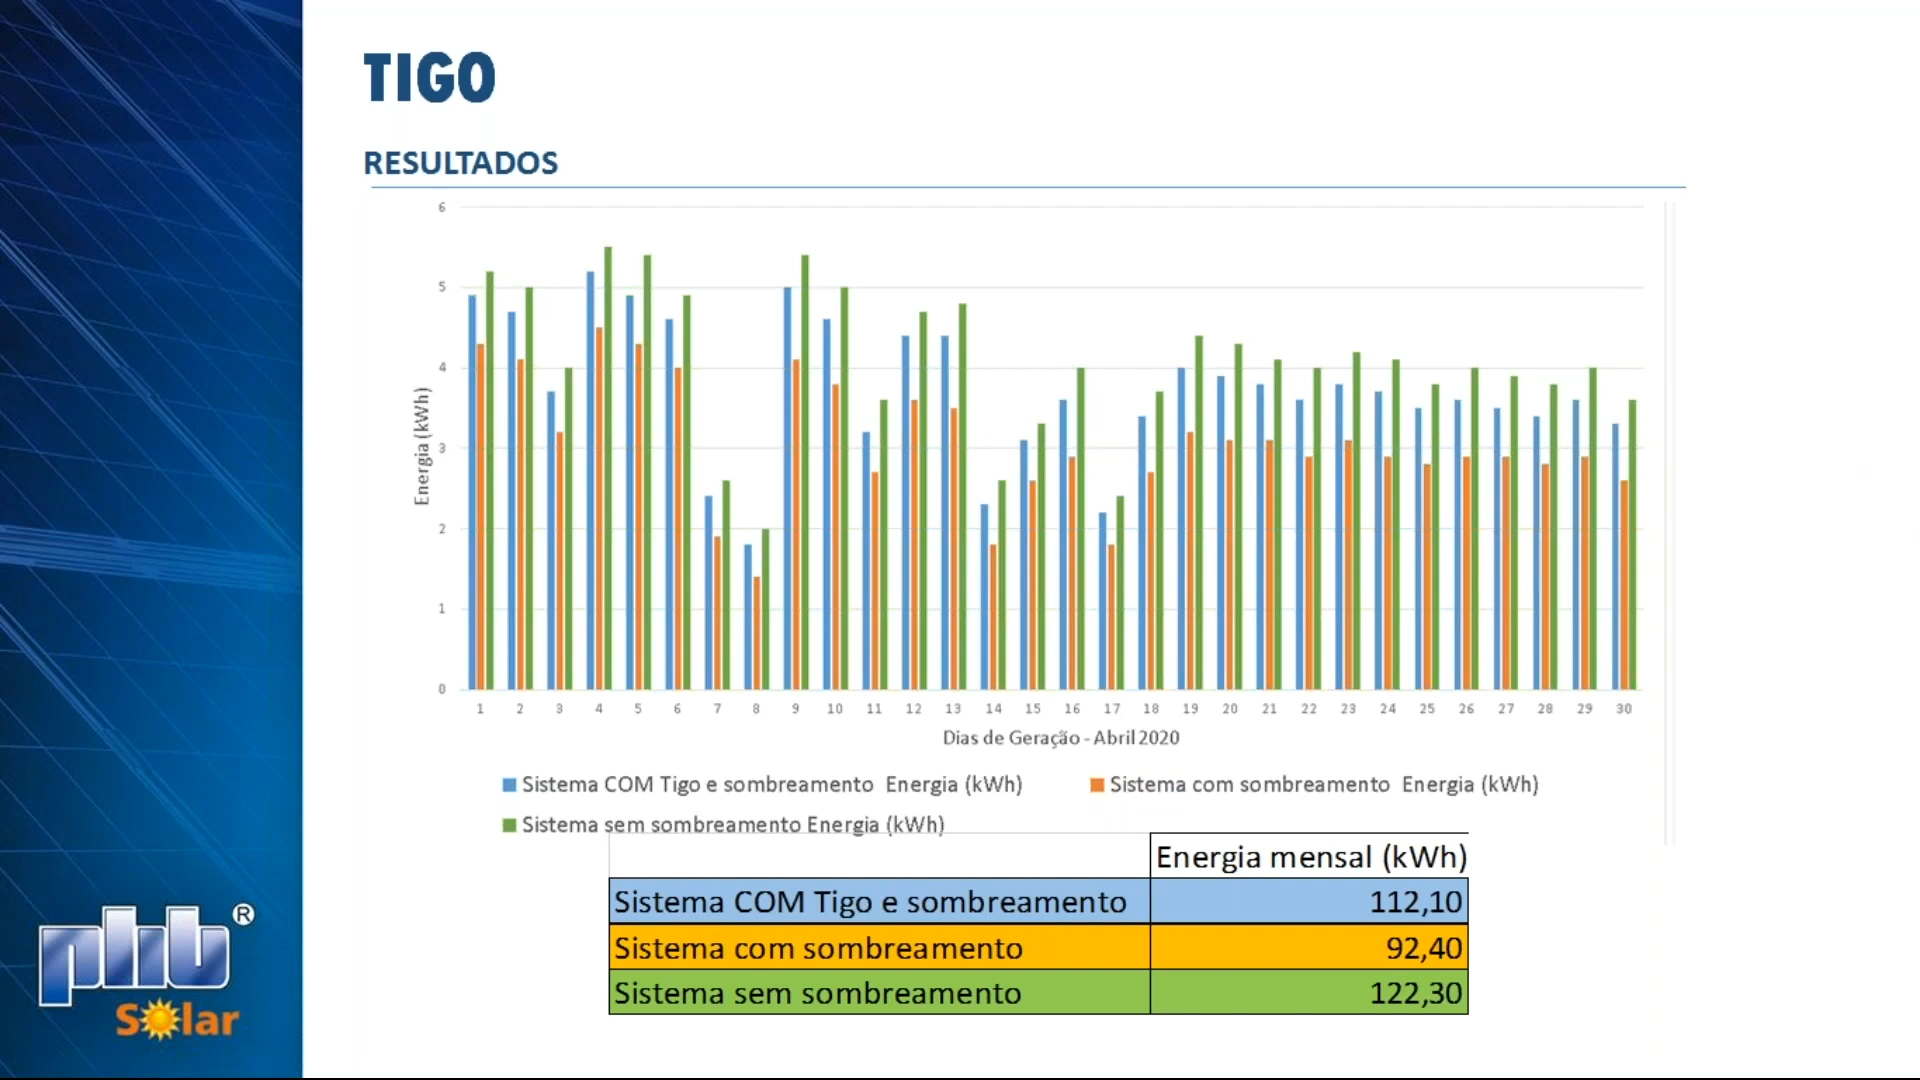 TIGO
RESULTADOS
6
5
4
3
2
1
0
Energia (kWh)
1 2 3 4 5 6 7 8 9 10 11 12 13 14 15 16 17 18 19 20 21 22 23 24 25 26 27 28 29 30
Dias de Geração - Abril 2020
Sistema COM Tigo e sombreamento Energia (kWh) Sistema com sombreamento Energia (kWh)
Sistema sem sombreamento Energia (kWh)
Energia mensal (kWh)
Sistema COM Tigo e sombreamento 112,10
Sistema com sombreamento 92,40
Sistema sem sombreamento 122,30
phb®
Solar